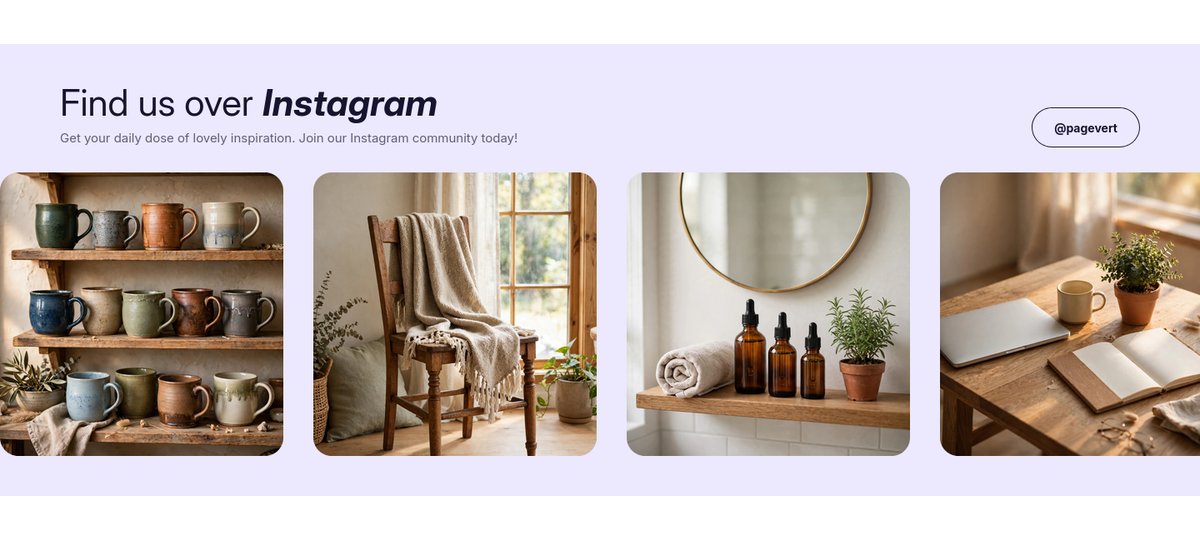 Find us over Instagram
Get your daily dose of lovely inspiration. Join our Instagram community today!
@pagevert